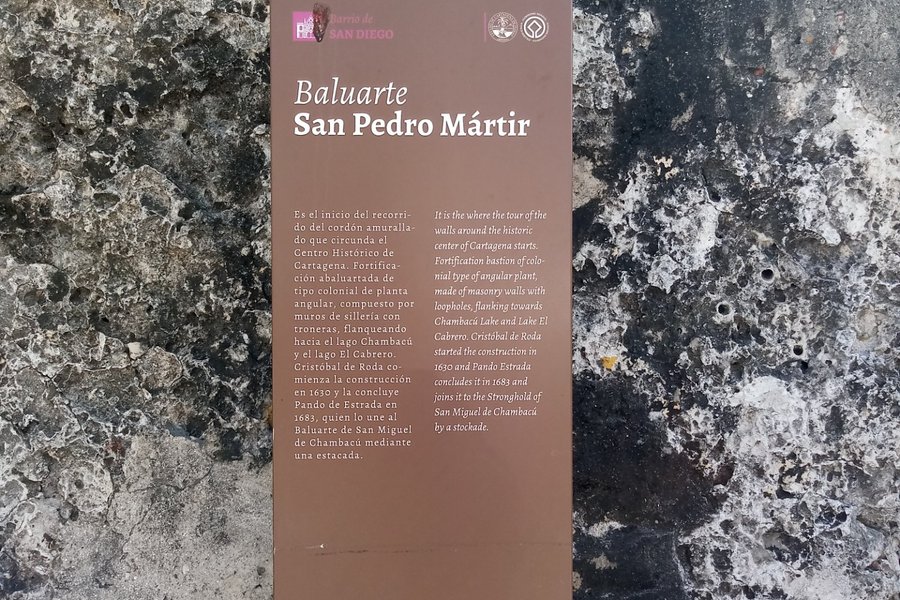 Barrio de
SAN DIEGO
Baluarte
San Pedro Mártir
Es el inicio del recorri-
do del cordón amuralla-
do que circunda el
Centro Histórico de
Cartagena. Fortifica-
ción abaluartada de
tipo colonial de planta
angular, compuesto por
muros de sillería con
troneras, flanqueando
hacia el lago Chambacú
y el lago El Cabrero.
Cristóbal de Roda co-
mienza la construcción
en 1630 y la concluye
Pando de Estrada en
1683, quien lo une al
Baluarte de San Miguel
de Chambacú mediante
una estacada.
It is the where the tour of the
walls around the historic
center of Cartagena starts.
Fortification bastion of colo-
nial type of angular plant,
made of masonry walls with
loopholes, flanking towards
Chambacú Lake and Lake El
Cabrero. Cristóbal de Roda
started the construction in
1630 and Pando Estrada
concludes it in 1683 and
joins it to the Stronghold of
San Miguel de Chambacú
by a stockade.